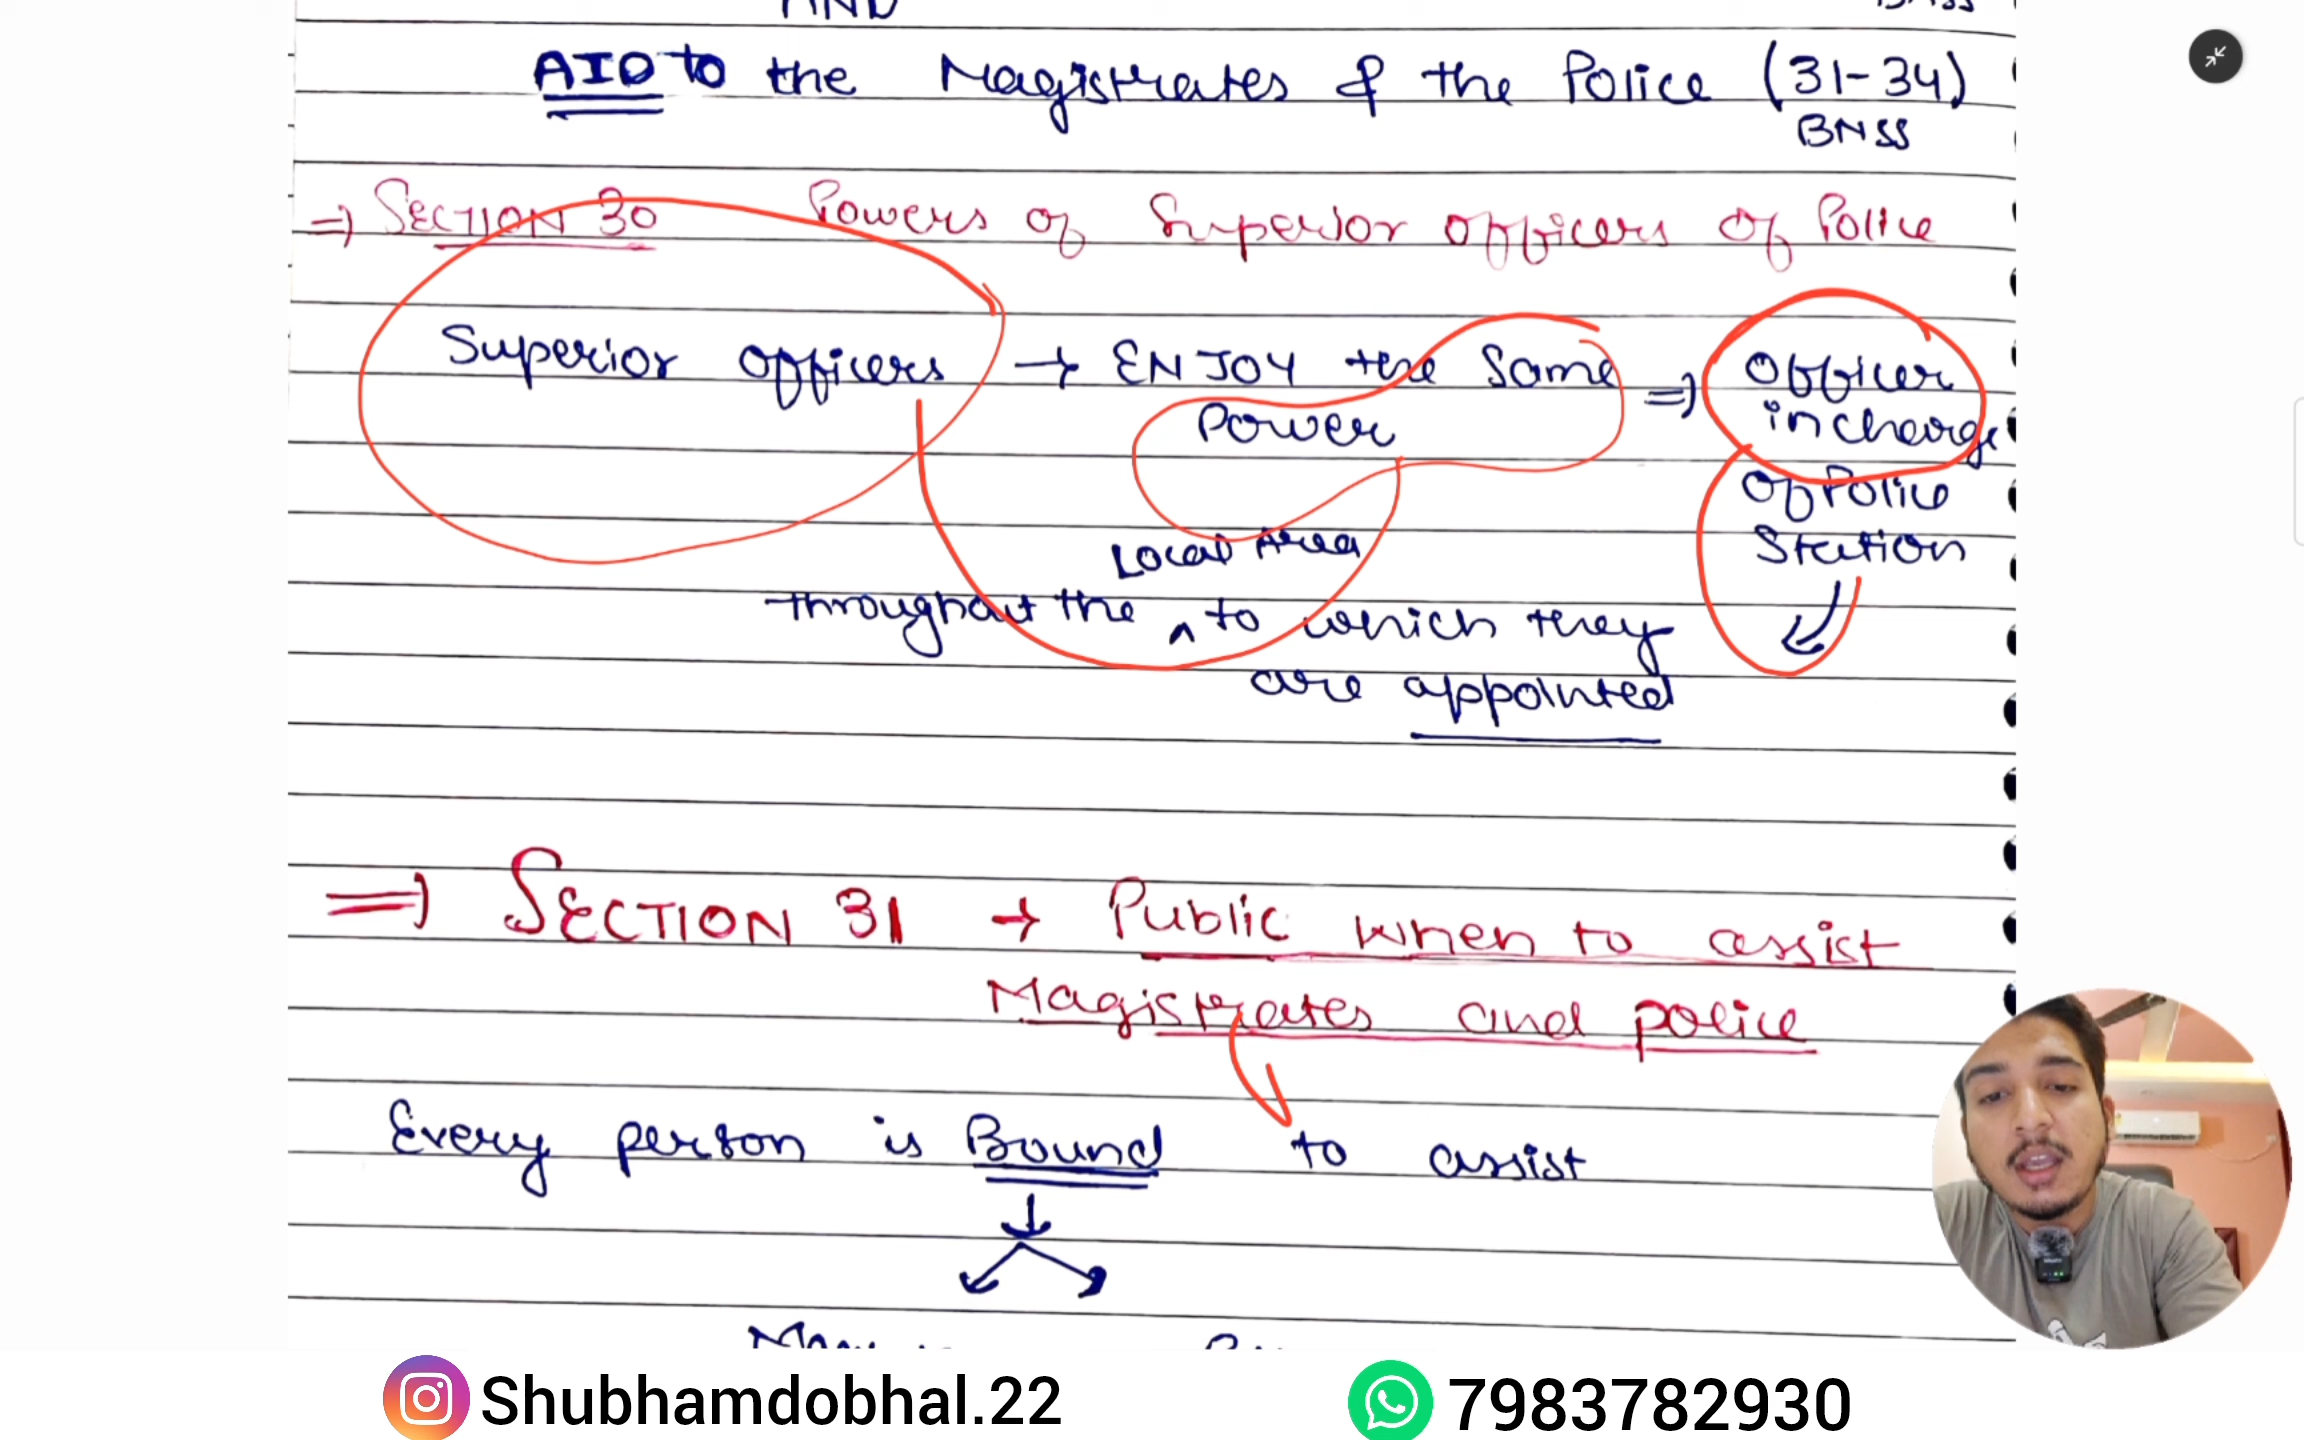 AND
AID to the Magistrates & the Police (31-34)
BNSS
=> SECTION 30 Powers of Superior officers of Police
Superior officers → ENJOY the Same Power => Officer incharge of Police Station
throughout the Local Area to which they are appointed
=> SECTION 31 → Public when to assist
Magistrates and police
Every person is Bound to assist
Shubhamdobhal.22
7983782930